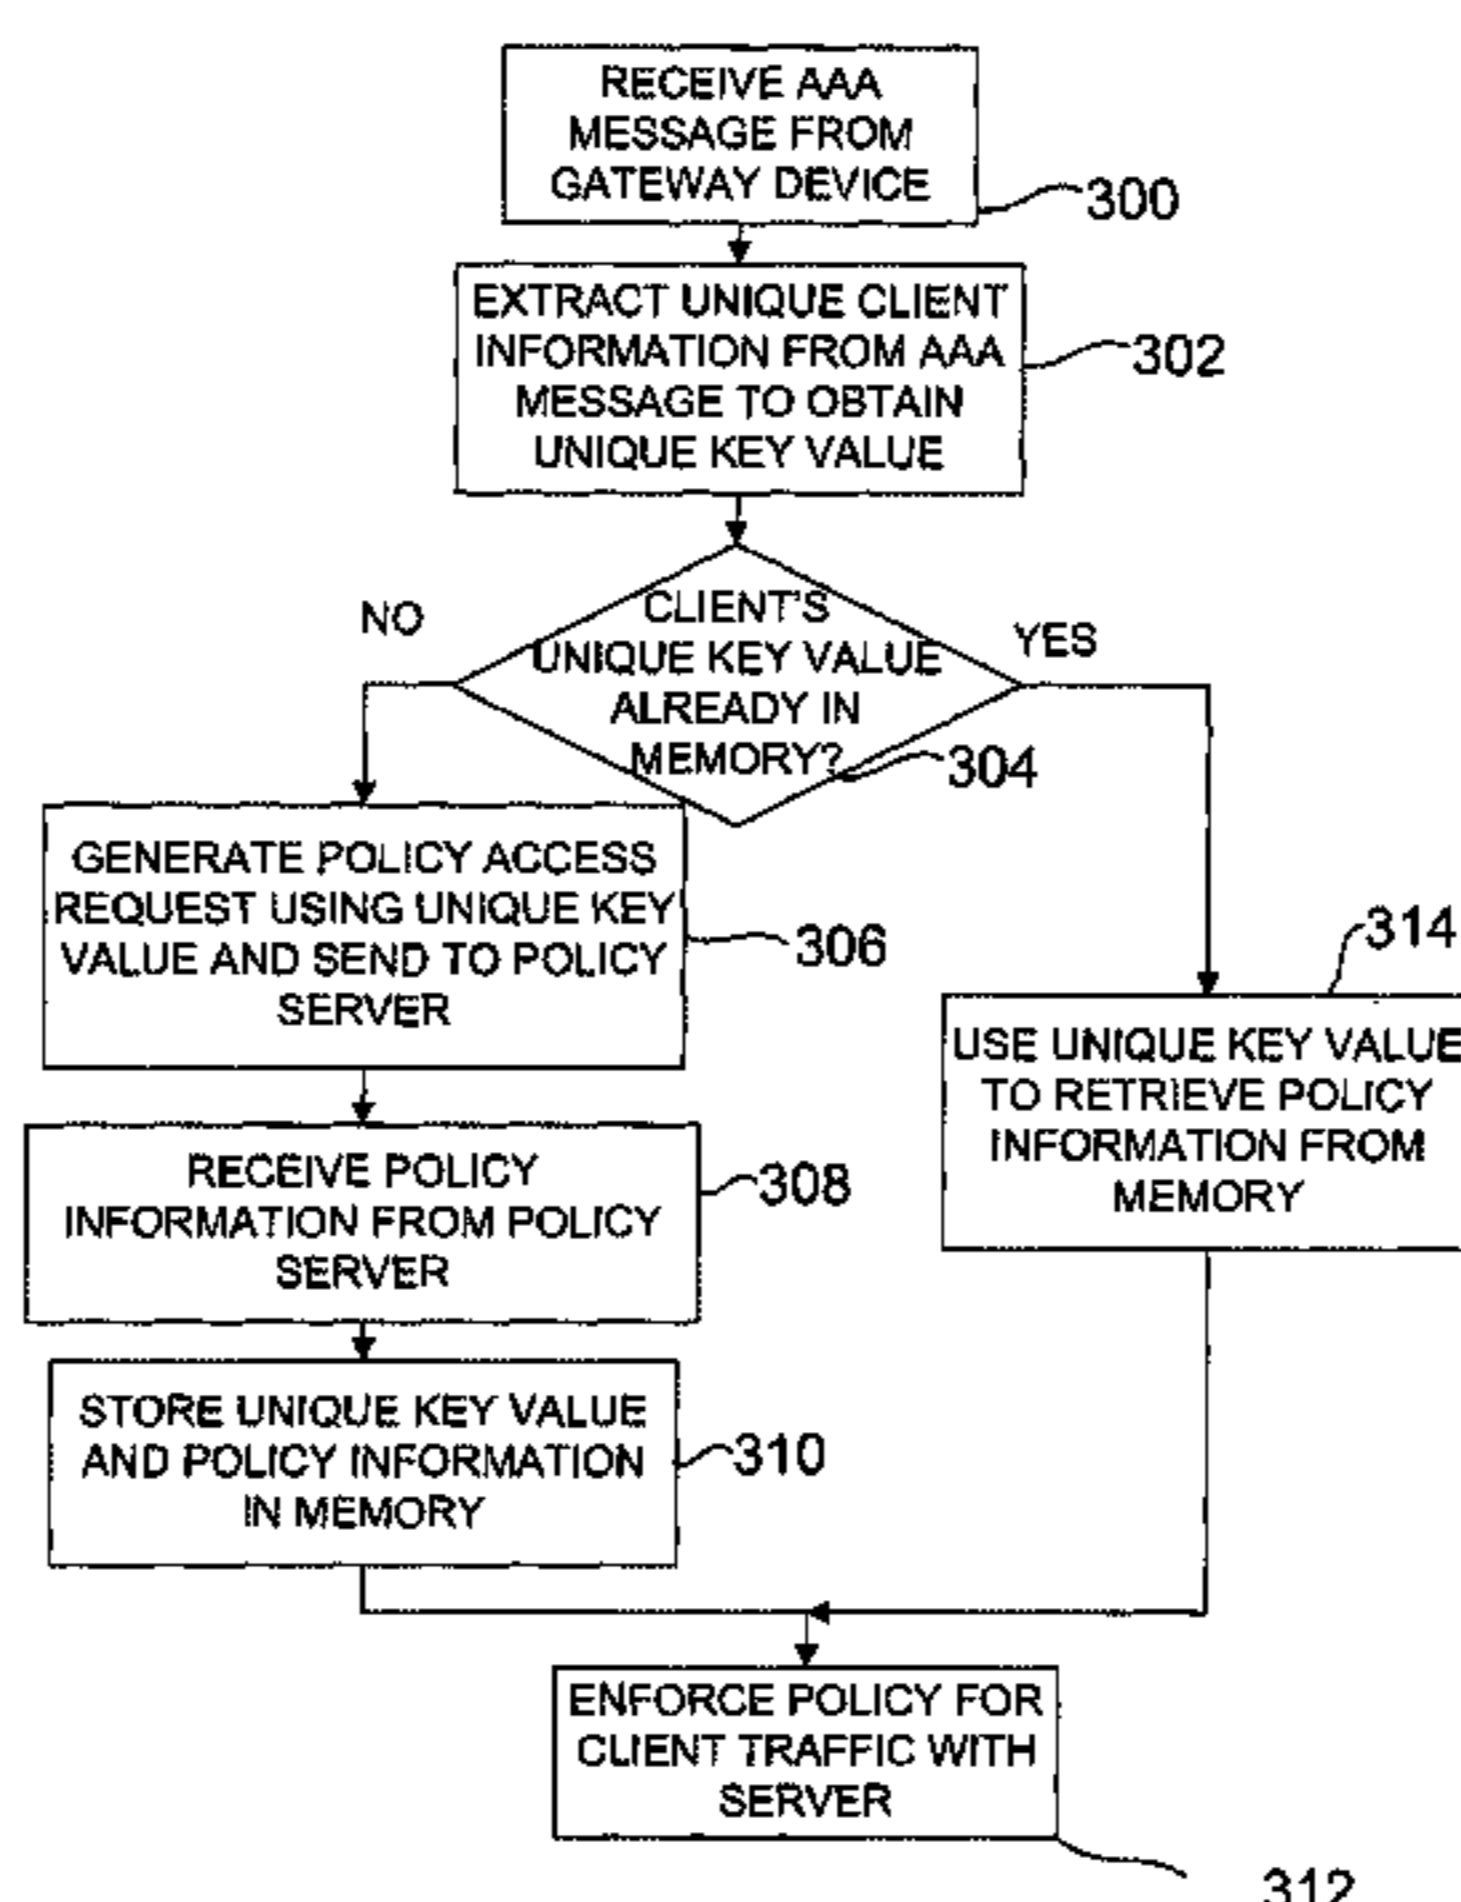 RECEIVE AAA
MESSAGE FROM
GATEWAY DEVICE
300
EXTRACT UNIQUE CLIENT
INFORMATION FROM AAA
MESSAGE TO OBTAIN
UNIQUE KEY VALUE
302
NO
CLIENT'S
UNIQUE KEY VALUE
ALREADY IN
MEMORY?
YES
304
GENERATE POLICY ACCESS
REQUEST USING UNIQUE KEY
VALUE AND SEND TO POLICY
SERVER
306
314
USE UNIQUE KEY VALUE
TO RETRIEVE POLICY
INFORMATION FROM
MEMORY
RECEIVE POLICY
INFORMATION FROM POLICY
SERVER
308
STORE UNIQUE KEY VALUE
AND POLICY INFORMATION
IN MEMORY
310
ENFORCE POLICY FOR
CLIENT TRAFFIC WITH
SERVER
312